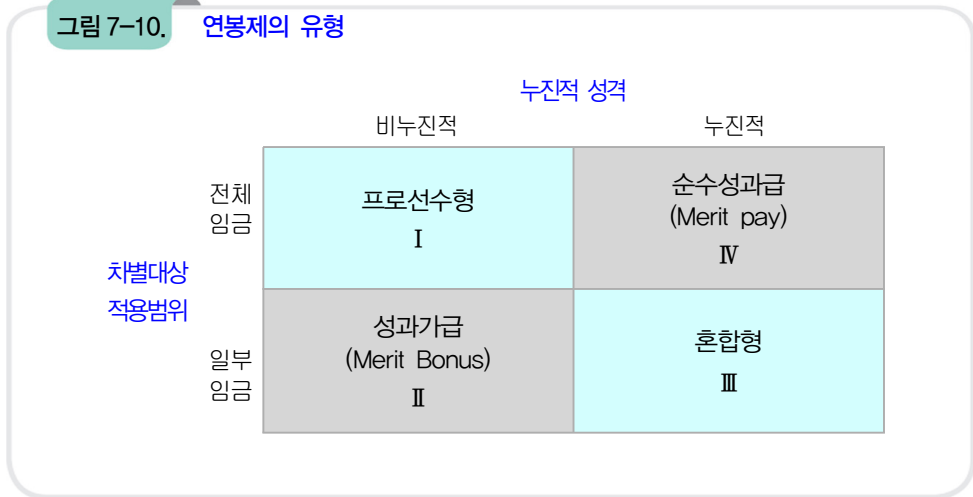 그림 7-10. 연봉제의 유형
누진적 성격
비누진적 누진적
전체
임금
프로선수형
Ⅰ
순수성과급
(Merit pay)
Ⅳ
차별대상
적용범위
일부
임금
성과가급
(Merit Bonus)
Ⅱ
혼합형
Ⅲ